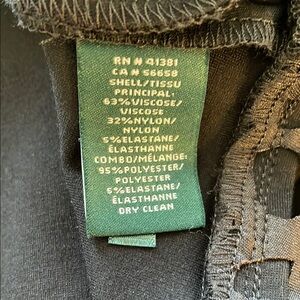 RN # 41381
CA # 56658
SHELL/TISSU
PRINCIPAL:
63% VISCOSE/
VISCOSE
32% NYLON/
NYLON
5% ELASTANE/
ÉLASTHANNE
COMBO/MÉLANGE:
95% POLYESTER/
POLYESTER
5% ELASTANE/
ÉLASTHANNE
DRY CLEAN